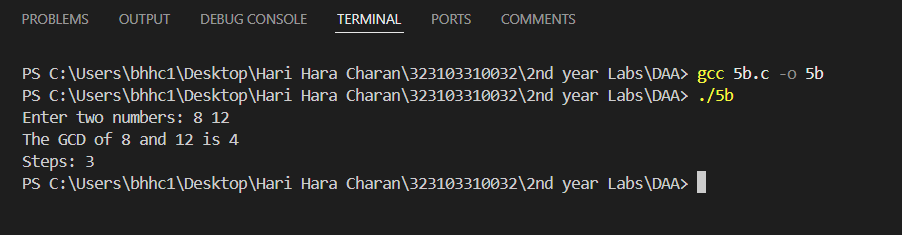 PROBLEMS OUTPUT DEBUG CONSOLE TERMINAL PORTS COMMENTS
PS C:\Users\bhhc1\Desktop\Hari Hara Charan\323103310032\2nd year Labs\DAA> gcc 5b.c -o 5b
PS C:\Users\bhhc1\Desktop\Hari Hara Charan\323103310032\2nd year Labs\DAA> ./5b
Enter two numbers: 8 12
The GCD of 8 and 12 is 4
Steps: 3
PS C:\Users\bhhc1\Desktop\Hari Hara Charan\323103310032\2nd year Labs\DAA>